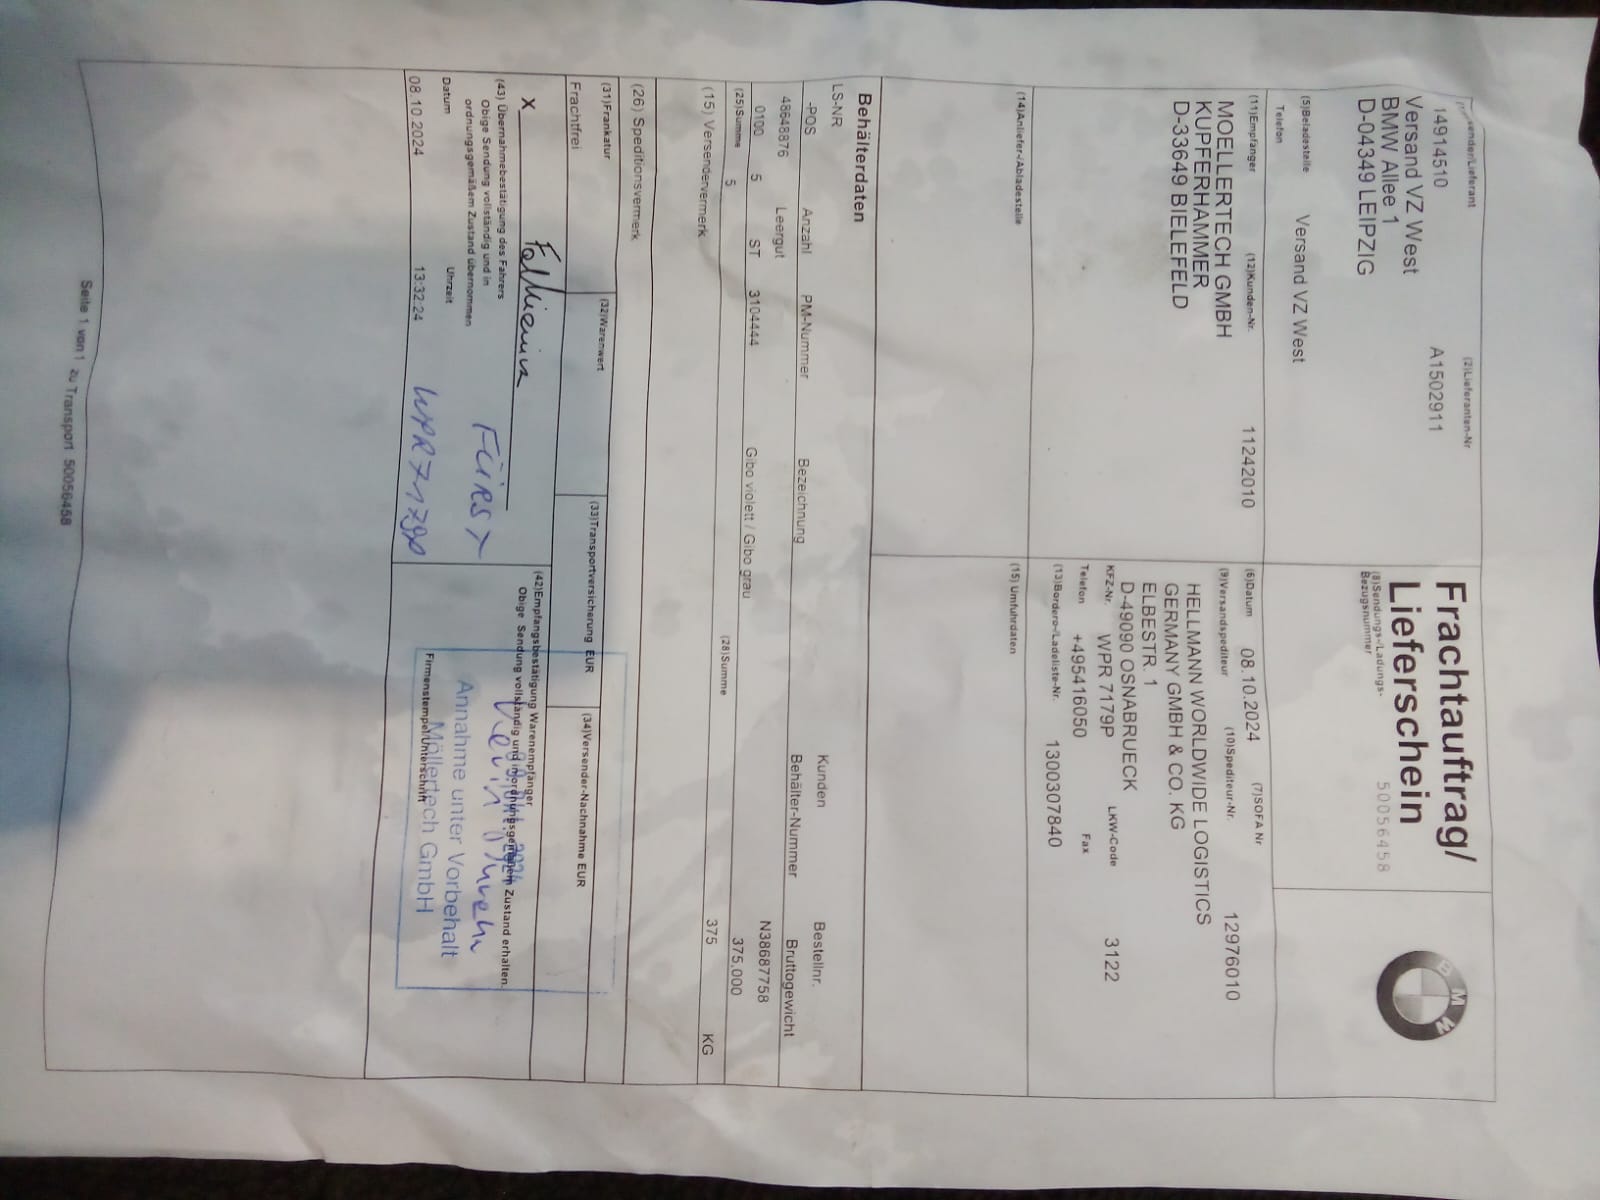 Frachtauftrag/
Lieferschein
(8)Sendungs-/Ladungs-
Bezugsnummer
50056458
BMW
sender/Lieferant
(2)Lieferanten-Nr
14914510
A1502911
Versand VZ West
BMW Allee 1
D-04349 LEIPZIG
(5)Beladestelle
Versand VZ West
Telefon
(6)Datum 08.10.2024
(7)SOFA Nr
(9)Versandspediteur
(10)Spediteur-Nr.
12976010
HELLMANN WORLDWIDE LOGISTICS
GERMANY GMBH & CO. KG
ELBESTR. 1
D-49090 OSNABRUECK
KFZ-Nr. WPR 7179P
LKW-Code 3122
Telefon +495416050
Fax
(13)Bordero-/Ladeliste-Nr.
1300307840
(11)Empfänger
(12)Kunden-Nr.
11242010
MOELLERTECH GMBH
KUPFERHAMMER
D-33649 BIELEFELD
(14)Anliefer-/Abladestelle
(15) Umfuhrdaten
Behälterdaten
LS-NR
Kunden
Bestellnr.
-POS Anzahl PM-Nummer Bezeichnung Behälter-Nummer Bruttogewicht
48648876 Leergut
N38687758
0100 5 ST 3104444 Gibo violett / Gibo grau 375,000
(25)Summe 5
(28)Summe
375 KG
(15) Versendervermerk
(26) Speditionsvermerk
(31)Frankatur
Frachtfrei
(32)Warenwert
(33)Transportversicherung EUR
(34)Versender-Nachnahme EUR
X
FÜRST
WPR7179P
(43) Übernahmebestätigung des Fahrers
Obige Sendung vollständig und in
ordnungsgemäßem Zustand übernommen
Datum
Uhrzeit
08.10.2024
13:32:24
(42)Empfangsbestätigung Warenempfänger
Obige Sendung vollständig und in ordnungsgemäßem Zustand erhalten.
Annahme unter Vorbehalt
Möllertech GmbH
Firmenstempel/Unterschrift
Seite 1 von 1 zu Transport 50056458